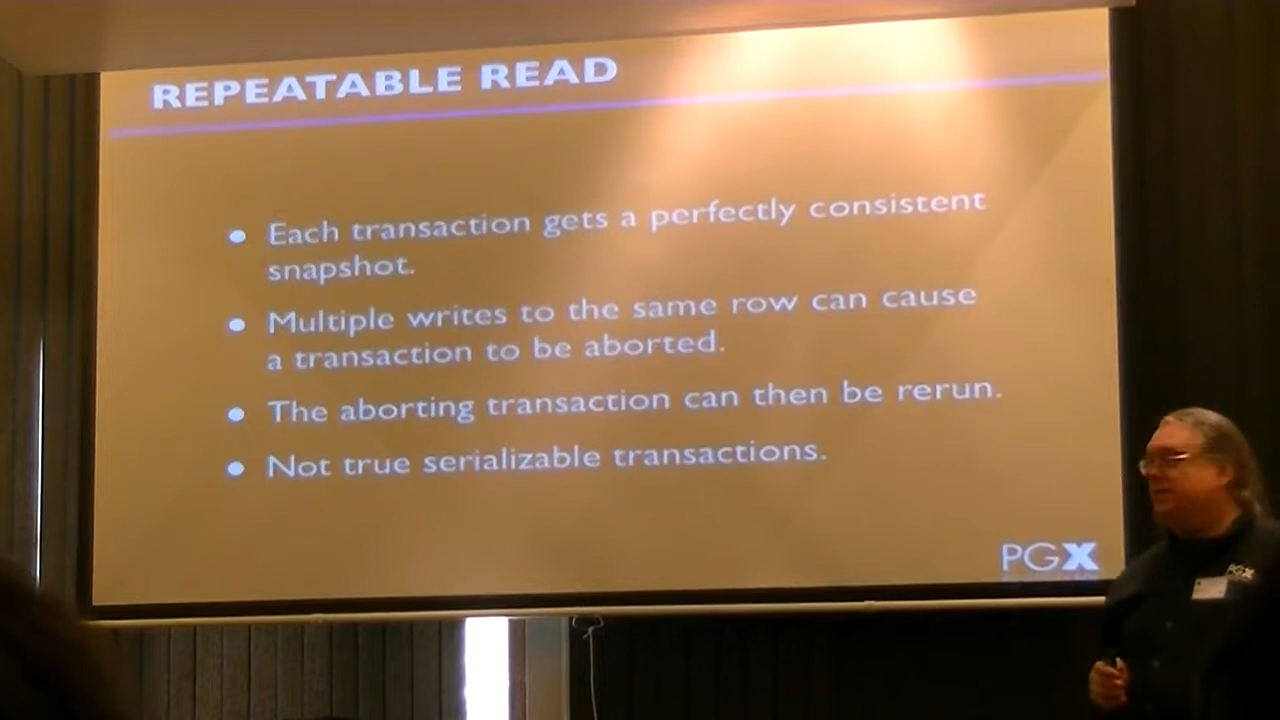 REPEATABLE READ
Each transaction gets a perfectly consistent
snapshot.
Multiple writes to the same row can cause
a transaction to be aborted.
The aborting transaction can then be rerun.
Not true serializable transactions.
PGX
PGX